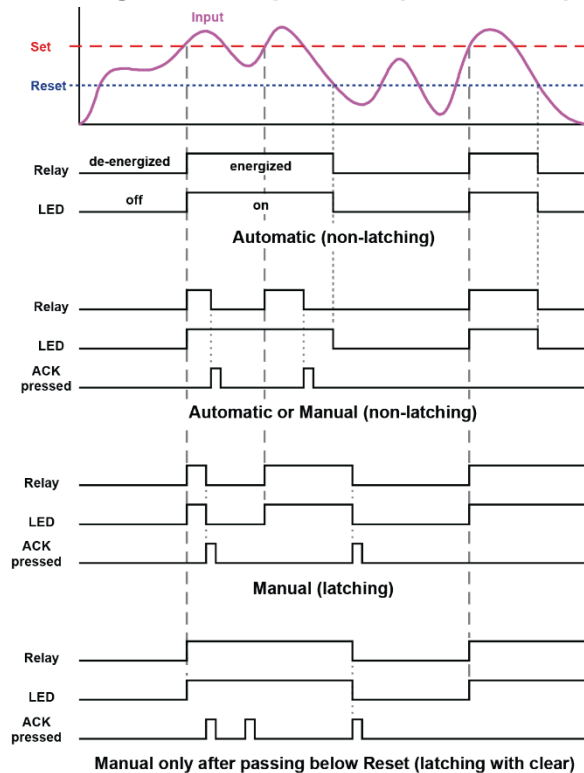 Input
Set
Reset
de-energized energized
Relay
off on
LED
Automatic (non-latching)
Relay
LED
ACK
pressed
Automatic or Manual (non-latching)
Relay
LED
ACK
pressed
Manual (latching)
Relay
LED
ACK
pressed
Manual only after passing below Reset (latching with clear)